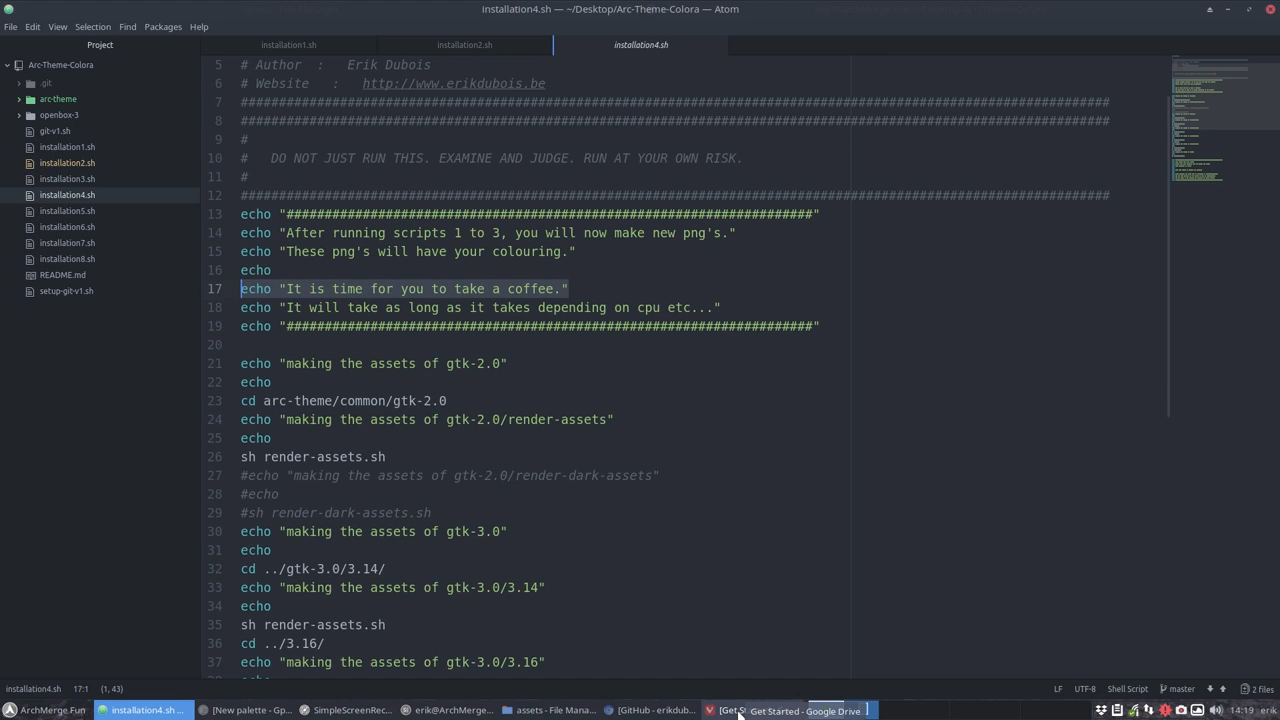 installation4.sh — ~/Desktop/Arc-Theme-Colora — Atom
File Edit View Selection Find Packages Help
Project
installation1.sh
installation2.sh
installation4.sh
Arc-Theme-Colora
.git
arc-theme
openbox-3
git-v1.sh
installation1.sh
installation2.sh
installation3.sh
installation4.sh
installation5.sh
installation6.sh
installation7.sh
installation8.sh
README.md
setup-git-v1.sh
5 # Author : Erik Dubois
6 # Website : http://www.erikdubois.be
7 ##################################################################################################################
8 ##################################################################################################################
9 #
10 # DO NOT JUST RUN THIS. EXAMINE AND JUDGE. RUN AT YOUR OWN RISK.
11 #
12 ##################################################################################################################
13 echo "#####################################################################"
14 echo "After running scripts 1 to 3, you will now make new png's."
15 echo "These png's will have your colouring."
16 echo
17 echo "It is time for you to take a coffee."
18 echo "It will take as long as it takes depending on cpu etc..."
19 echo "#####################################################################"
20
21 echo "making the assets of gtk-2.0"
22 echo
23 cd arc-theme/common/gtk-2.0
24 echo "making the assets of gtk-2.0/render-assets"
25 echo
26 sh render-assets.sh
27 #echo "making the assets of gtk-2.0/render-dark-assets"
28 #echo
29 #sh render-dark-assets.sh
30 echo "making the assets of gtk-3.0"
31 echo
32 cd ../gtk-3.0/3.14/
33 echo "making the assets of gtk-3.0/3.14"
34 echo
35 sh render-assets.sh
36 cd ../3.16/
37 echo "making the assets of gtk-3.0/3.16"
installation4.sh 17:1 (1, 43)
LF UTF-8 Shell Script master 2 files
ArchMerge Fun
installation4.sh ...
[New palette - Go...
SimpleScreenRec...
erik@ArchMerge...
assets - File Mana...
[GitHub - erikdub...
[Get S
Get Started - Google Drive
]
14:19 erik